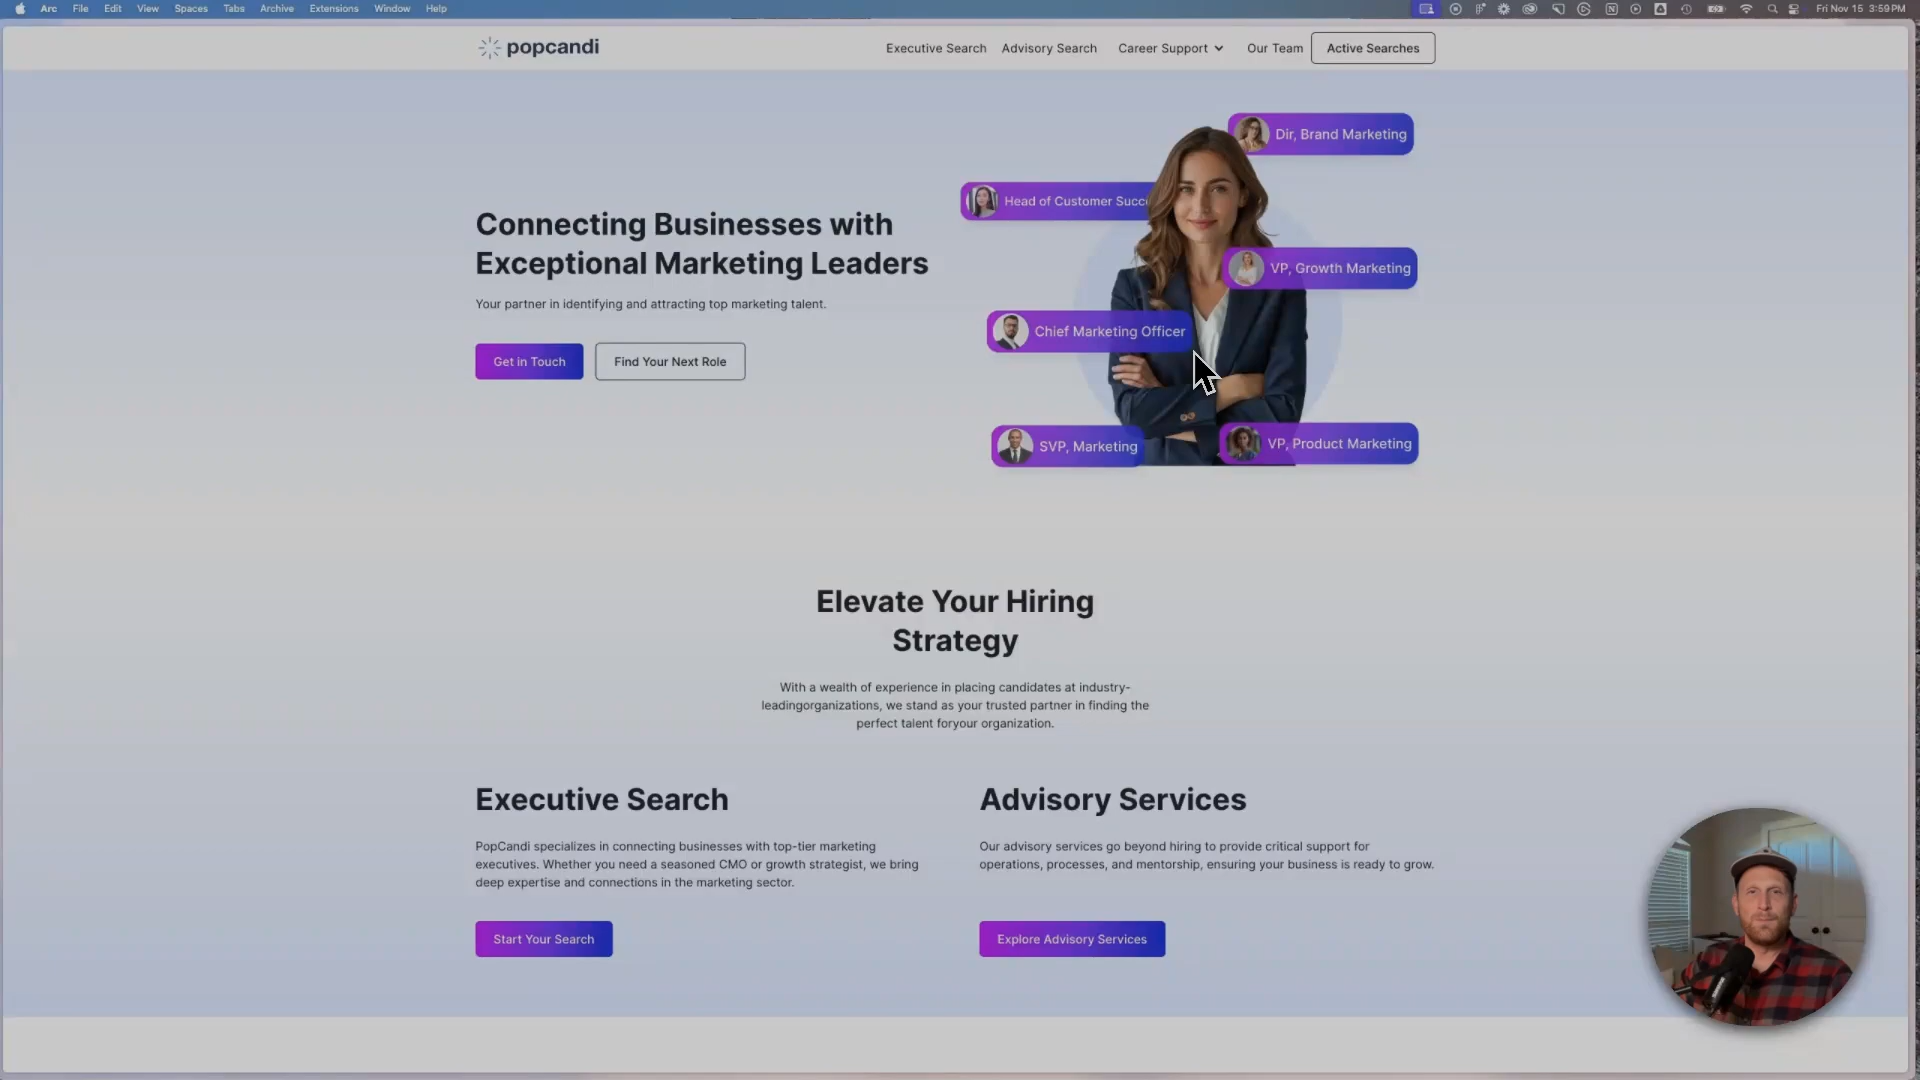 Arc File Edit View Spaces Tabs Archive Extensions Window Help Fri Nov 15 3:59 PM
popcandi Executive Search Advisory Search Career Support Our Team Active Searches
Dir, Brand Marketing
Head of Customer Succ
Connecting Businesses with
Exceptional Marketing Leaders
VP, Growth Marketing
Your partner in identifying and attracting top marketing talent.
Chief Marketing Officer
Get in Touch Find Your Next Role
SVP, Marketing VP, Product Marketing
Elevate Your Hiring
Strategy
With a wealth of experience in placing candidates at industry-
leadingorganizations, we stand as your trusted partner in finding the
perfect talent foryour organization.
Executive Search
PopCandi specializes in connecting businesses with top-tier marketing
executives. Whether you need a seasoned CMO or growth strategist, we bring
deep expertise and connections in the marketing sector.
Start Your Search
Advisory Services
Our advisory services go beyond hiring to provide critical support for
operations, processes, and mentorship, ensuring your business is ready to grow.
Explore Advisory Services